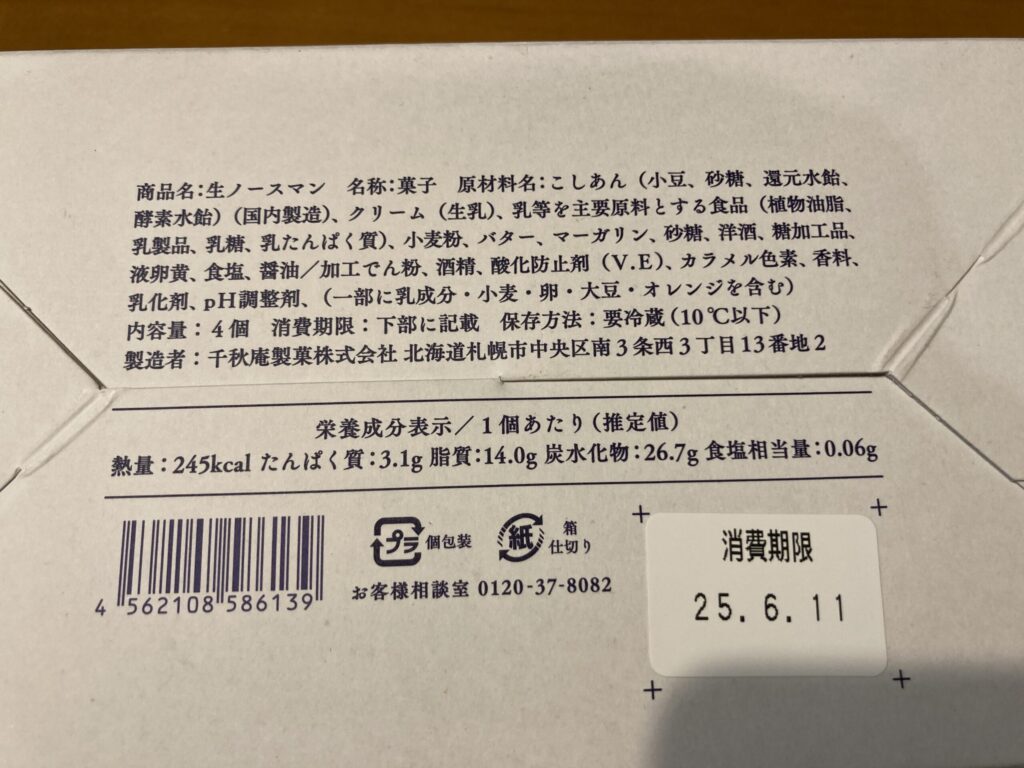 商品名：生ノースマン　名称：菓子　原材料名：こしあん（小豆、砂糖、還元水飴、
酵素水飴）（国内製造）、クリーム（生乳）、乳等を主要原料とする食品（植物油脂、
乳製品、乳糖、乳たんぱく質）、小麦粉、バター、マーガリン、砂糖、洋酒、糖加工品、
液卵黄、食塩、醤油／加工でん粉、酒精、酸化防止剤（V.E）、カラメル色素、香料、
乳化剤、pH調整剤、（一部に乳成分・小麦・卵・大豆・オレンジを含む）
内容量：４個　消費期限：下部に記載　保存方法：要冷蔵（10℃以下）
製造者：千秋庵製菓株式会社 北海道札幌市中央区南３条西３丁目13番地２
栄養成分表示／１個あたり（推定値）
熱量：245kcal たんぱく質：3.1g 脂質：14.0g 炭水化物：26.7g 食塩相当量：0.06g
プラ 個包装 紙 箱
仕切り
お客様相談室 0120-37-8082
4 562108 586139
消費期限
25.6.11